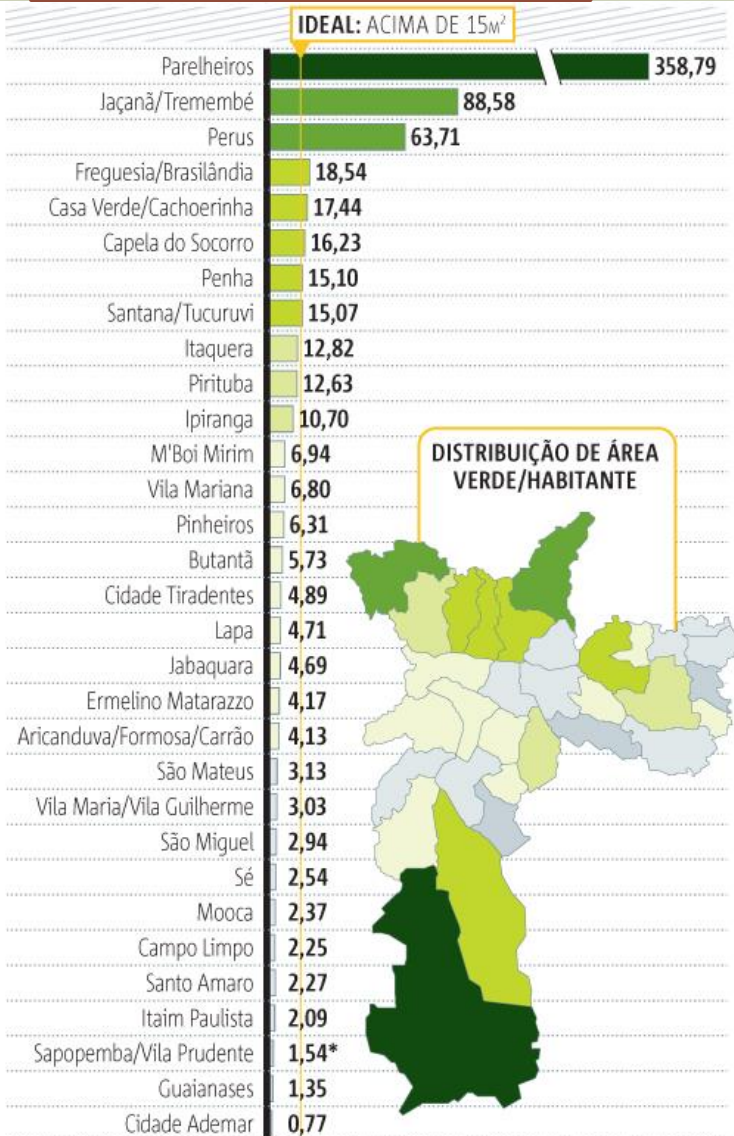 IDEAL: ACIMA DE 15M²
Parelheiros 358,79
Jaçanã/Tremembé 88,58
Perus 63,71
Freguesia/Brasilândia 18,54
Casa Verde/Cachoerinha 17,44
Capela do Socorro 16,23
Penha 15,10
Santana/Tucuruvi 15,07
Itaquera 12,82
Pirituba 12,63
Ipiranga 10,70
M'Boi Mirim 6,94
Vila Mariana 6,80
Pinheiros 6,31
Butantã 5,73
Cidade Tiradentes 4,89
Lapa 4,71
Jabaquara 4,69
Ermelino Matarazzo 4,17
Aricanduva/Formosa/Carrão 4,13
São Mateus 3,13
Vila Maria/Vila Guilherme 3,03
São Miguel 2,94
Sé 2,54
Mooca 2,37
Campo Limpo 2,25
Santo Amaro 2,27
Itaim Paulista 2,09
Sapopemba/Vila Prudente 1,54*
Guaianases 1,35
Cidade Ademar 0,77
DISTRIBUIÇÃO DE ÁREA
VERDE/HABITANTE